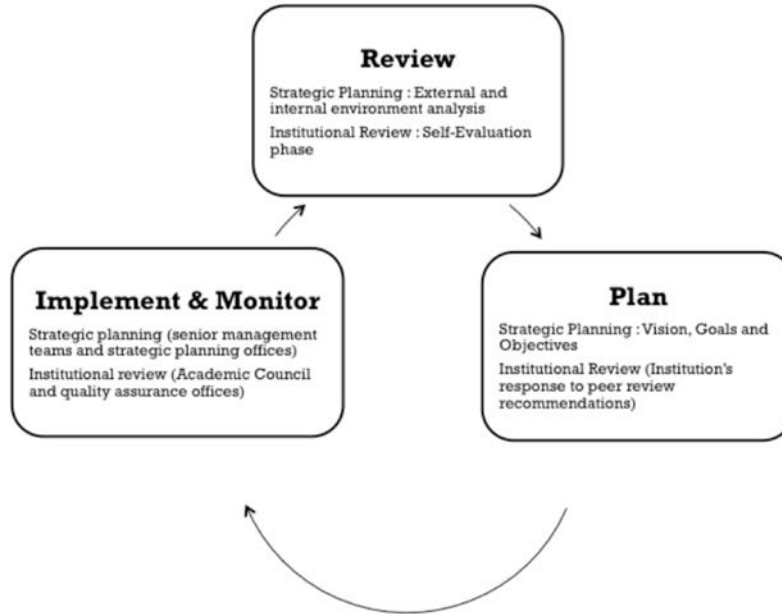 Review
Strategic Planning : External and
internal environment analysis
Institutional Review : Self-Evaluation
phase
Implement & Monitor
Strategic planning (senior management
teams and strategic planning offices)
Institutional review (Academic Council
and quality assurance offices)
Plan
Strategic Planning : Vision, Goals and
Objectives
Institutional Review (Institution's
response to peer review
recommendations)